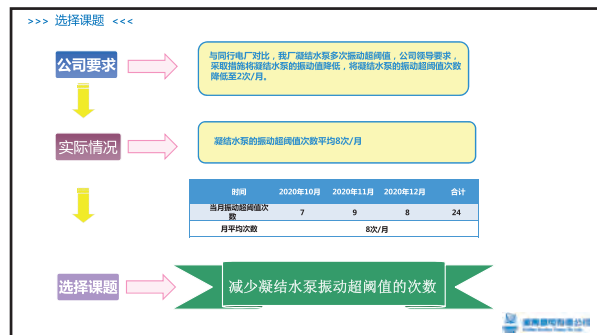 >>> 选择课题 <<<
公司要求
与同行电厂对比，我厂凝结水泵多次振动超阈值，公司领导要求，
采取措施将凝结水泵的振动值降低，将凝结水泵的振动超阈值次数
降低至2次/月。
实际情况
凝结水泵的振动超阈值次数平均8次/月
时间 2020年10月 2020年11月 2020年12月 合计
当月振动超阈值次
数 7 9 8 24
月平均次数 8次/月
选择课题
减少凝结水泵振动超阈值的次数